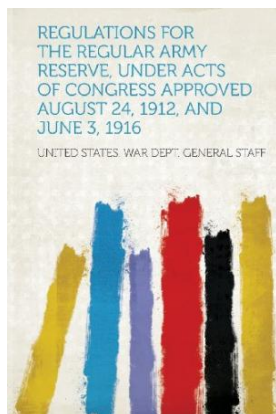 REGULATIONS FOR
THE REGULAR ARMY
RESERVE, UNDER ACTS
OF CONGRESS APPROVED
AUGUST 24, 1912, AND
JUNE 3, 1916
UNITED STATES. WAR DEPT. GENERAL STAFF